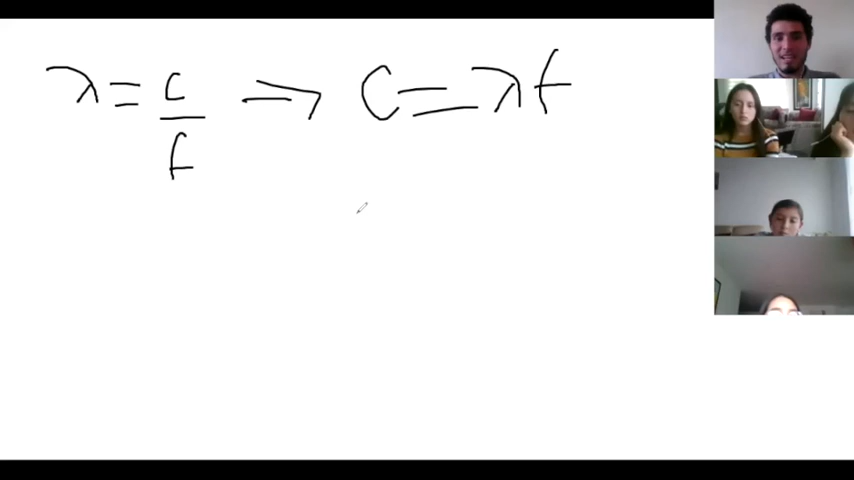 λ = c/f ⟹ C = λf